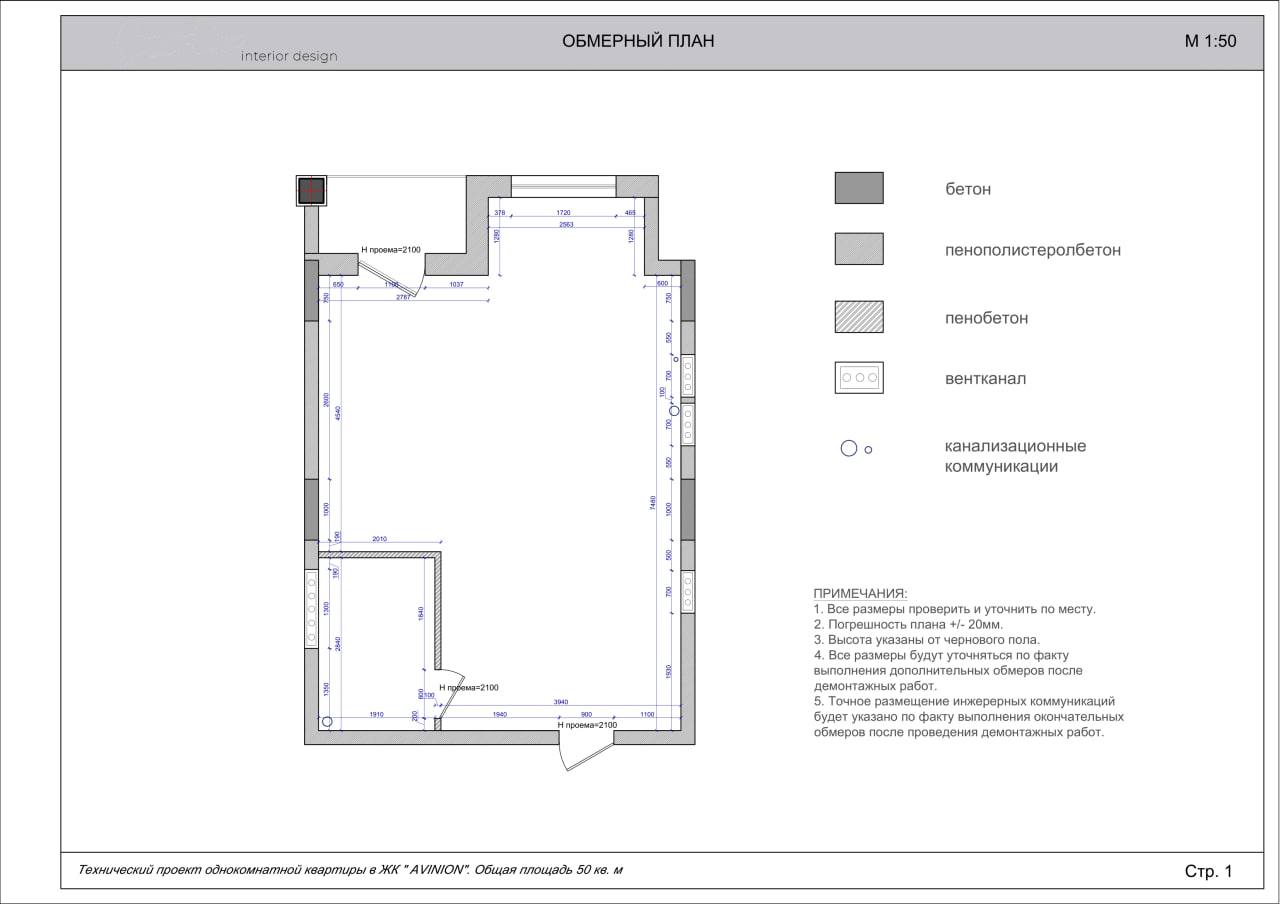 interior design
ОБМЕРНЫЙ ПЛАН
М 1:50
378
1720
465
2563
1280
1280
Н проема=2100
650
1100
1037
2787
600
750
750
550
700
100
700
550
7480
1000
500
700
1930
2600
4540
1000
190
2010
190
1300
2840
1350
1840
600
100
200
Н проема=2100
3940
1910
1940
900
1100
Н проема=2100
бетон
пенополистеролбетон
пенобетон
вентканал
канализационные
коммуникации
ПРИМЕЧАНИЯ:
1. Все размеры проверить и уточнить по месту.
2. Погрешность плана +/- 20мм.
3. Высота указаны от чернового пола.
4. Все размеры будут уточняться по факту
выполнения дополнительных обмеров после
демонтажных работ.
5. Точное размещение инжерерных коммуникаций
будет указано по факту выполнения окончательных
обмеров после проведения демонтажных работ.
Технический проект однокомнатной квартиры в ЖК " AVINION". Общая площадь 50 кв. м
Стр. 1